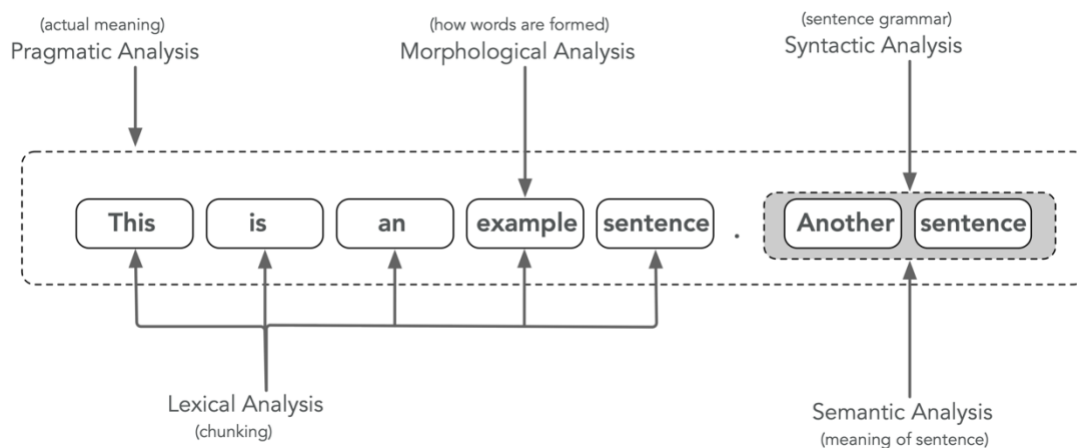 (actual meaning)
Pragmatic Analysis
(how words are formed)
Morphological Analysis
(sentence grammar)
Syntactic Analysis
This is an example sentence . Another sentence
Lexical Analysis
(chunking)
Semantic Analysis
(meaning of sentence)